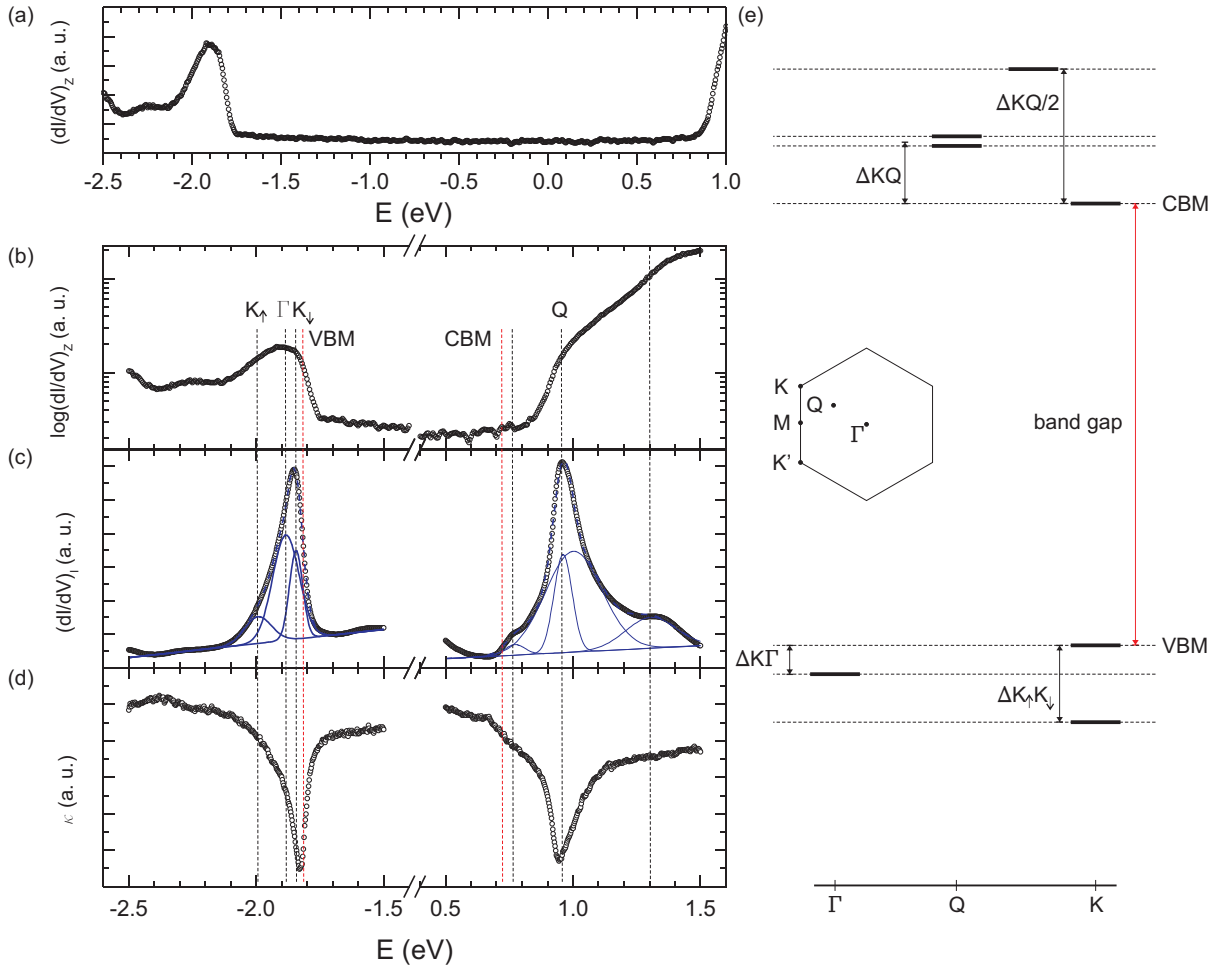 (a)
(dI/dV)Z (a. u.)
-2.5 -2.0 -1.5 -1.0 -0.5 0.0 0.5 1.0
E (eV)
(b)
log(dI/dV)Z (a. u.)
K↑ Γ K↓
VBM
CBM
Q
(c)
(dI/dV)I (a. u.)
(d)
κ (a. u.)
-2.5 -2.0 -1.5 0.5 1.0 1.5
E (eV)
(e)
ΔKQ/2
ΔKQ
CBM
K
Q
M
Γ
K'
band gap
VBM
ΔKΓ
ΔK↑K↓
Γ Q K